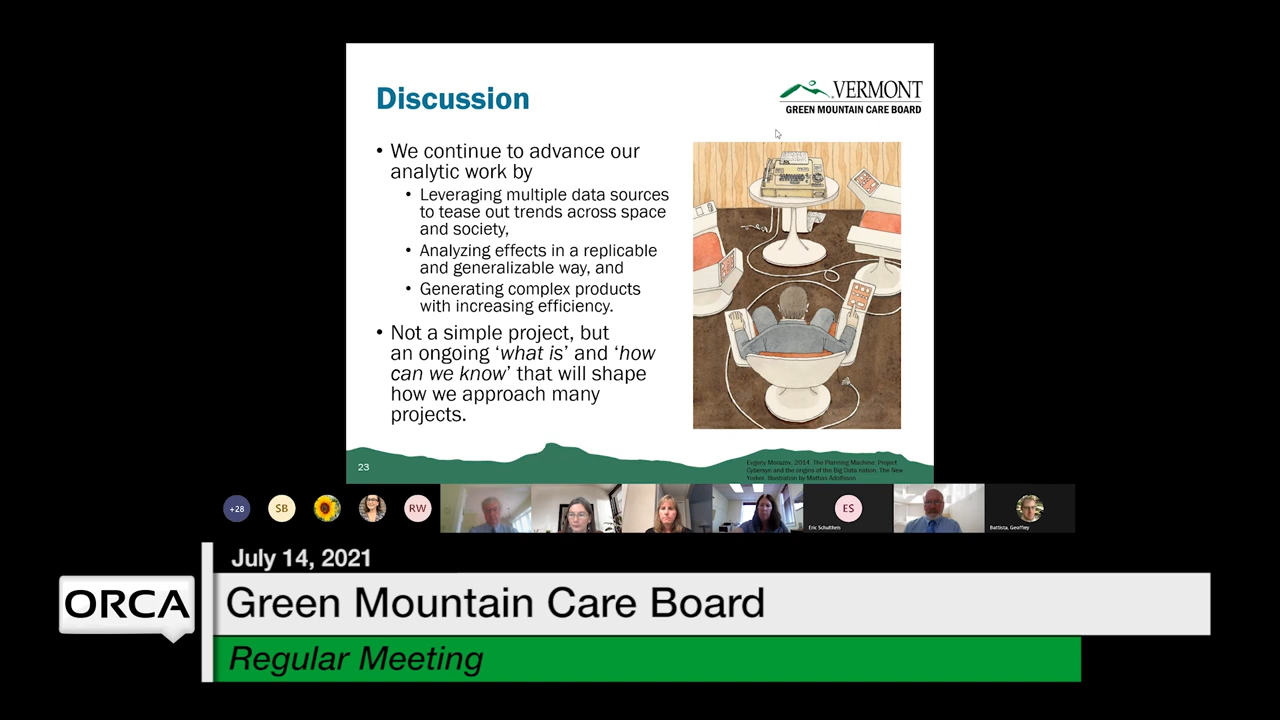 Discussion
VERMONT
GREEN MOUNTAIN CARE BOARD
• We continue to advance our
analytic work by
• Leveraging multiple data sources
to tease out trends across space
and society,
• Analyzing effects in a replicable
and generalizable way, and
• Generating complex products
with increasing efficiency.
• Not a simple project, but
an ongoing ‘what is’ and ‘how
can we know’ that will shape
how we approach many
projects.
23
Evgeny Morozov. 2014. The Planning Machine: Project
Cybersyn and the origins of the Big Data nation. The New
Yorker. Illustration by Mattias Adolfsson
+28
SB
RW
ES
Eric Schultheis
Battista, Geoffrey
July 14, 2021
ORCA
Green Mountain Care Board
Regular Meeting